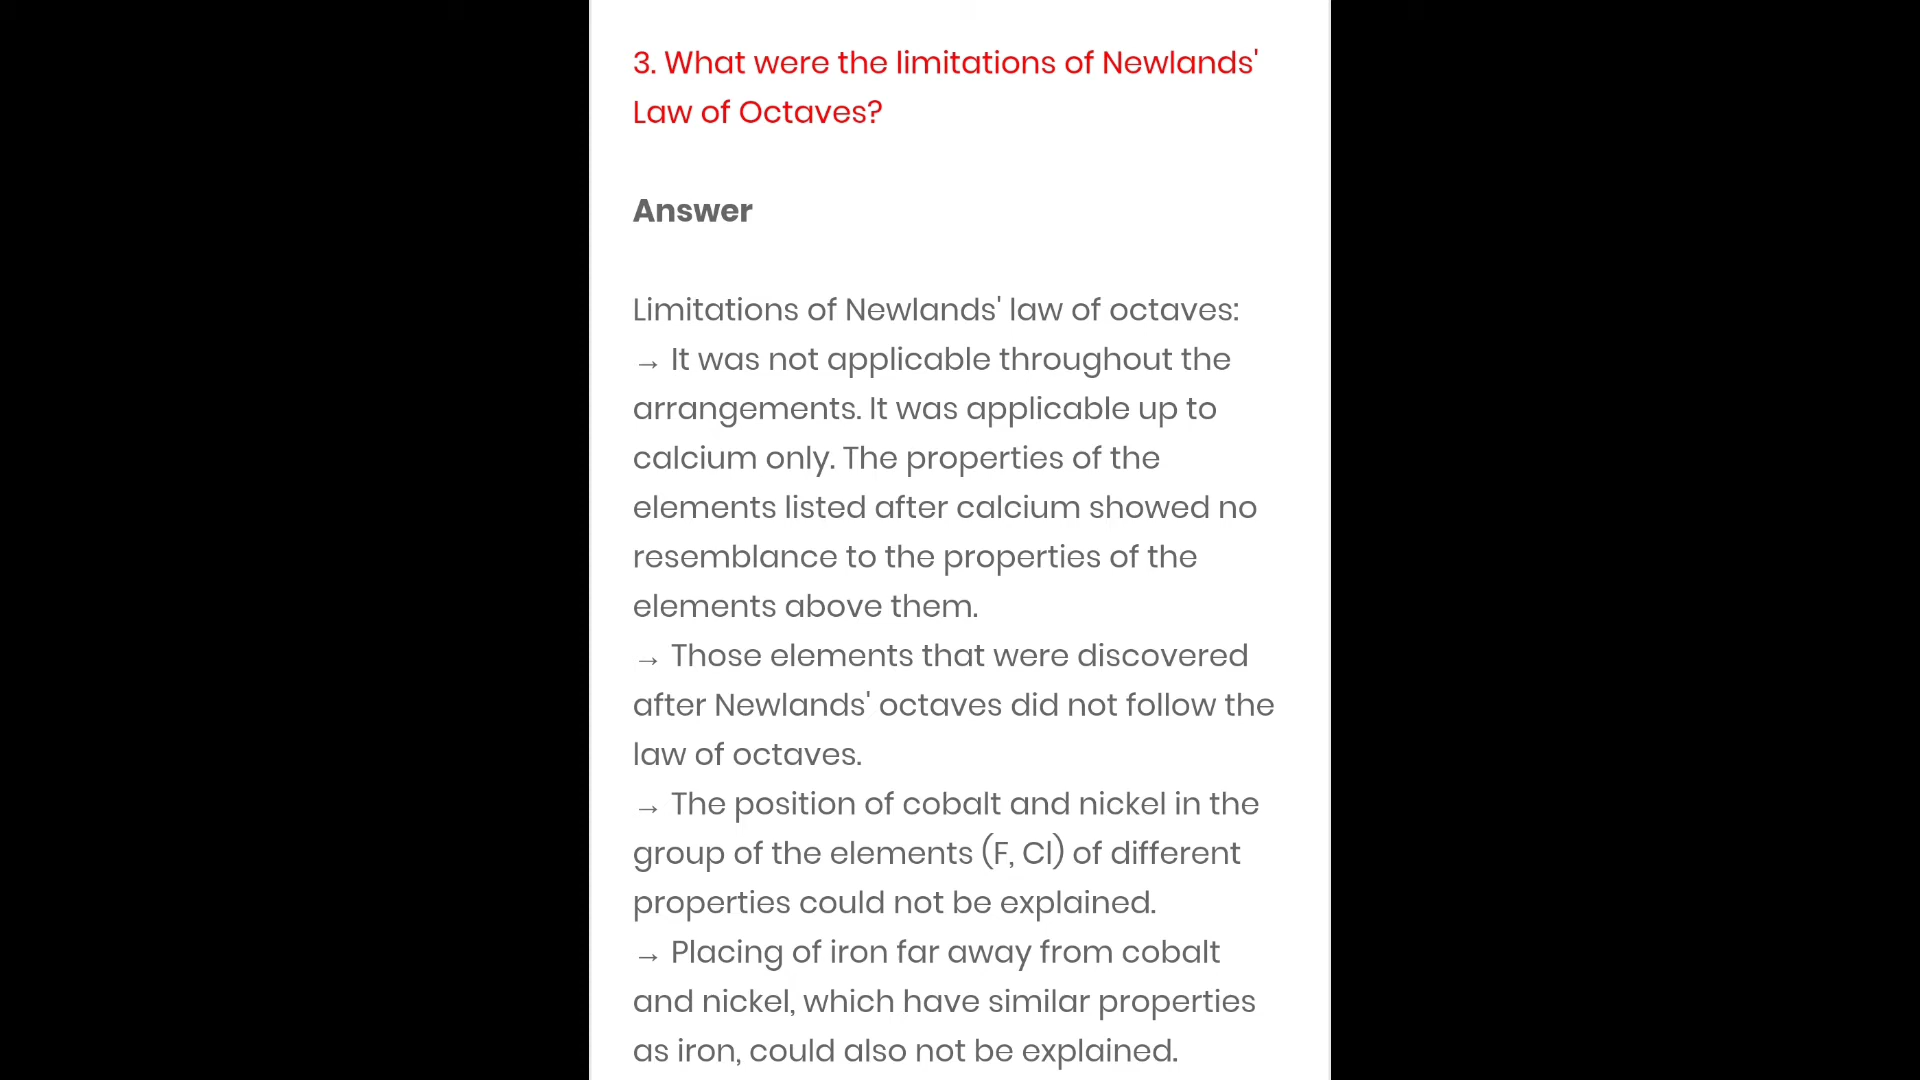 3. What were the limitations of Newlands'
Law of Octaves?
Answer
Limitations of Newlands' law of octaves:
→ It was not applicable throughout the
arrangements. It was applicable up to
calcium only. The properties of the
elements listed after calcium showed no
resemblance to the properties of the
elements above them.
→ Those elements that were discovered
after Newlands' octaves did not follow the
law of octaves.
→ The position of cobalt and nickel in the
group of the elements (F, Cl) of different
properties could not be explained.
→ Placing of iron far away from cobalt
and nickel, which have similar properties
as iron, could also not be explained.